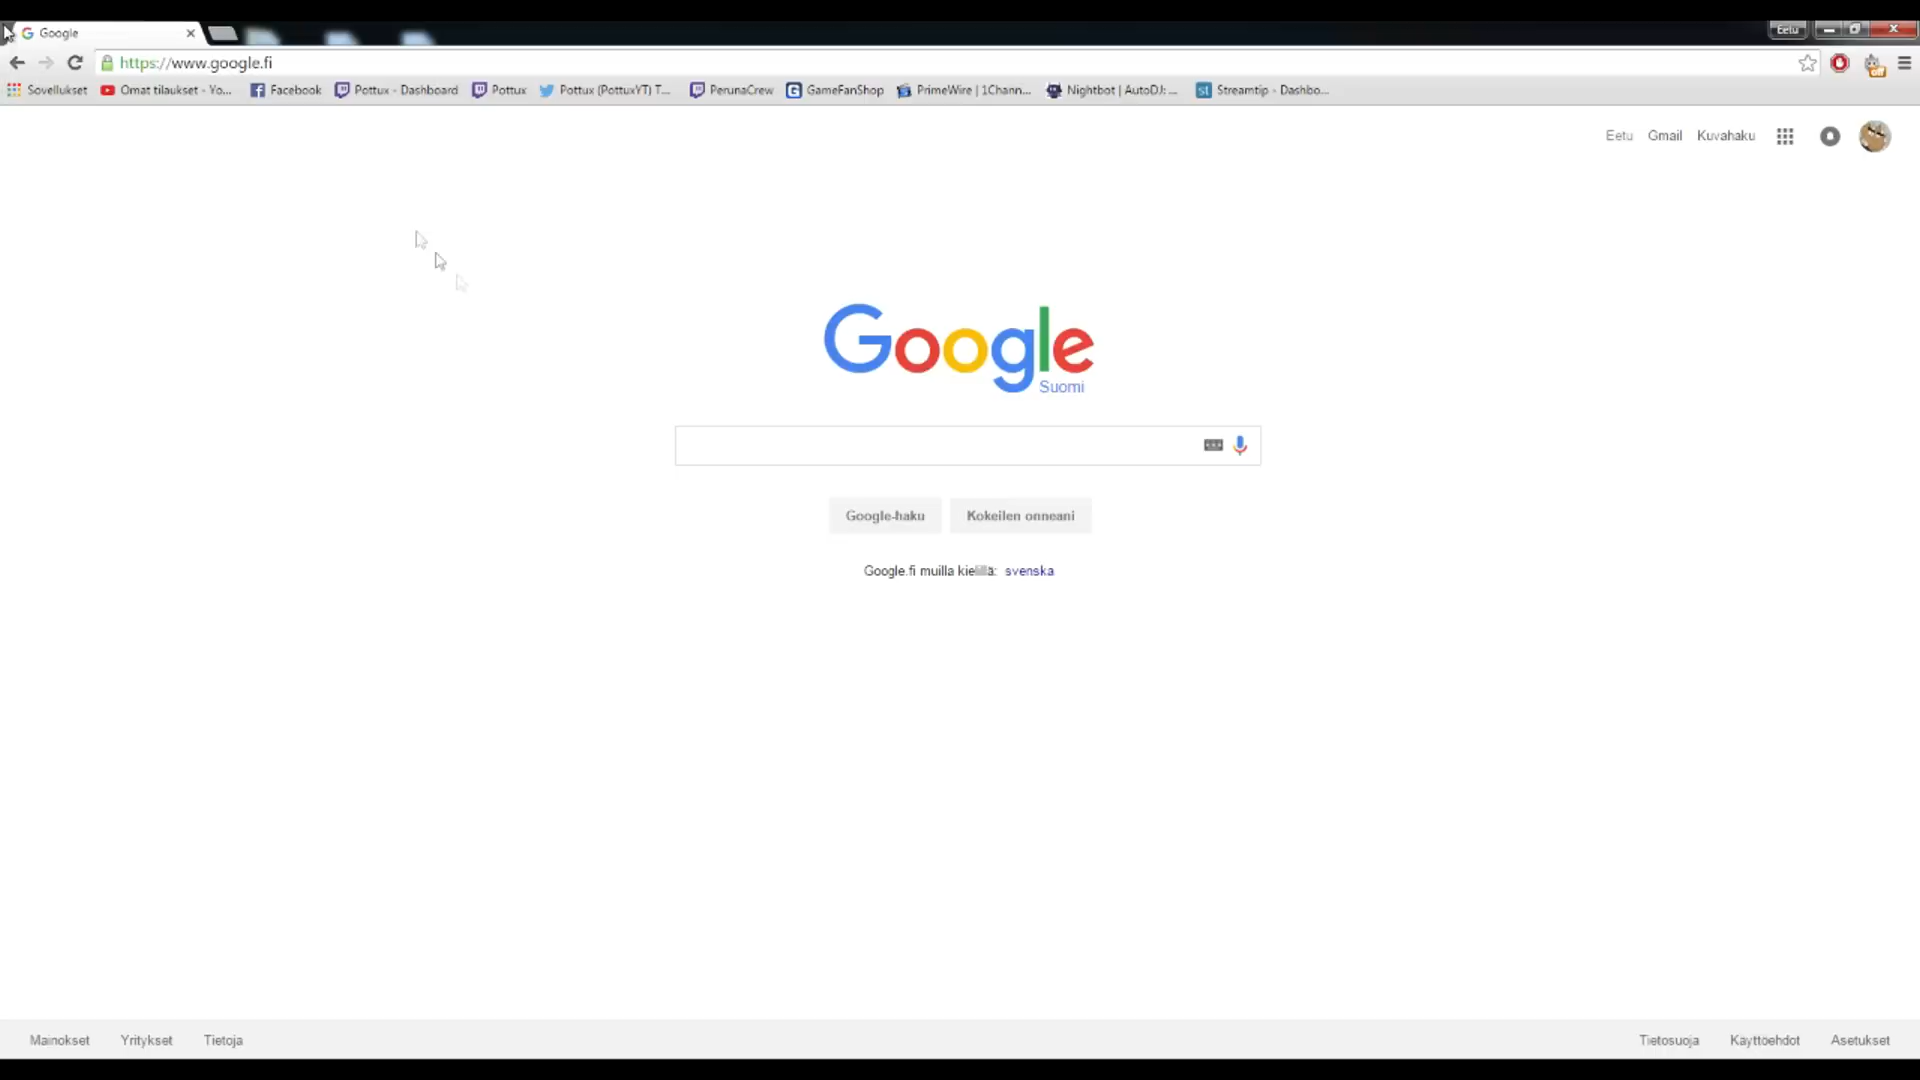 Google
Eetu
https://www.google.fi
Sovellukset Omat tilaukset - Yo... Facebook Pottux - Dashboard Pottux Pottux (PottuxYT) T... PerunaCrew GameFanShop PrimeWire | 1Chann... Nightbot | AutoDJ: ... st Streamtip - Dashbo...
Eetu Gmail Kuvahaku
Google
Suomi
Google-haku Kokeilen onneani
Google.fi muilla kielillä: svenska
Mainokset Yritykset Tietoja Tietosuoja Käyttöehdot Asetukset